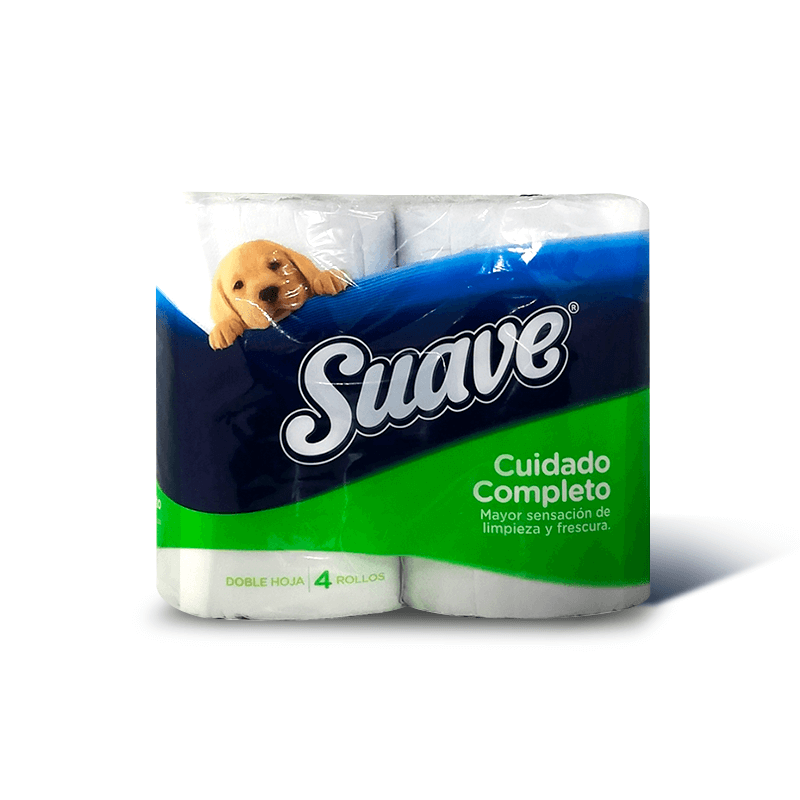 Suave®
Cuidado
Completo
Mayor sensación de
limpieza y frescura.
DOBLE HOJA | 4 ROLLOS